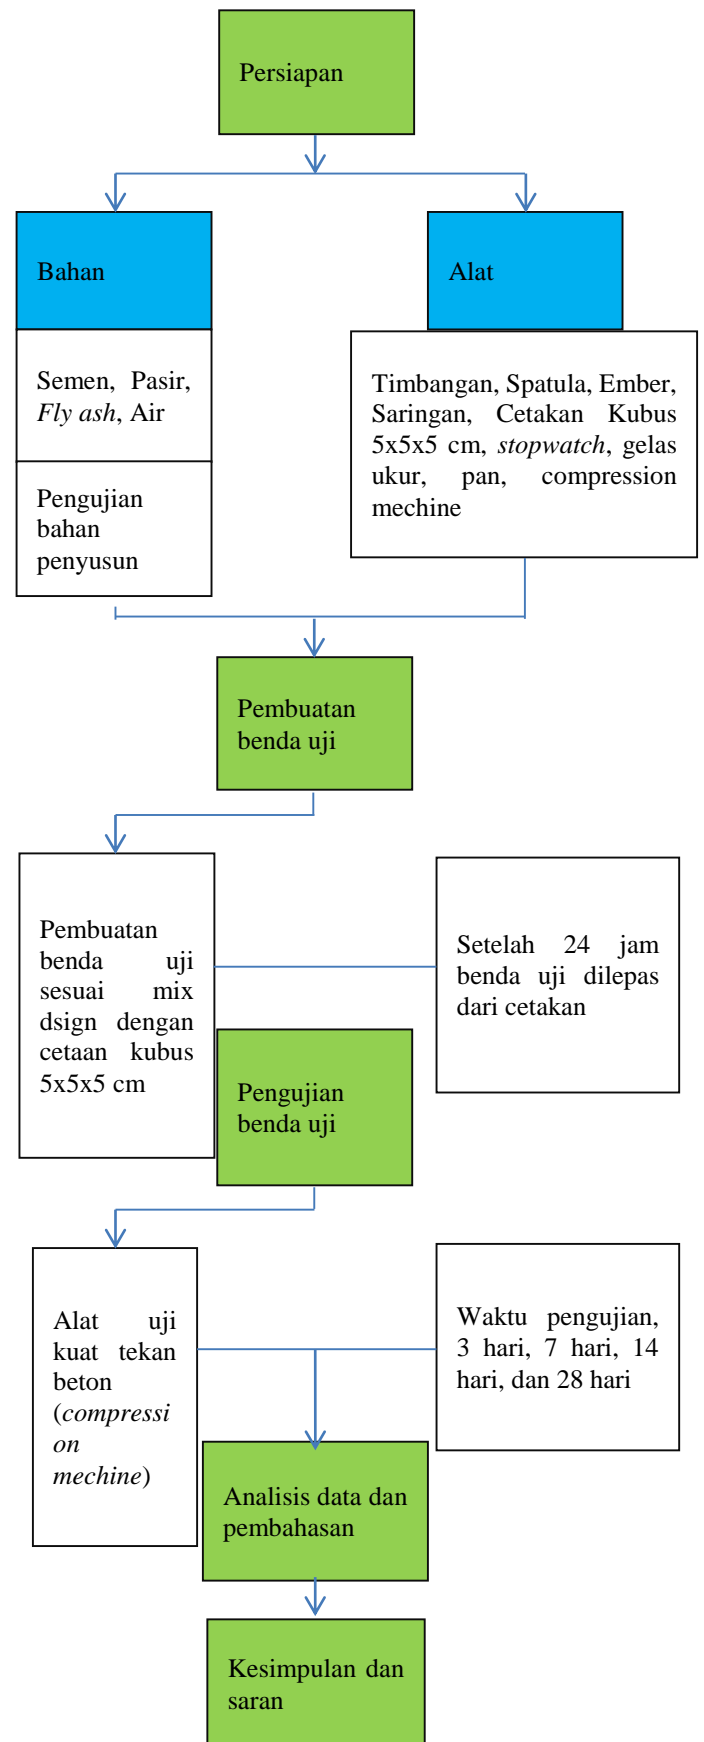 Persiapan
Bahan
Alat
Semen, Pasir,
Fly ash, Air
Pengujian
bahan
penyusun
Timbangan, Spatula, Ember,
Saringan, Cetakan Kubus
5x5x5 cm, stopwatch, gelas
ukur, pan, compression
mechine
Pembuatan
benda uji
Pembuatan
benda uji
sesuai mix
dsign dengan
cetaan kubus
5x5x5 cm
Setelah 24 jam
benda uji dilepas
dari cetakan
Pengujian
benda uji
Alat uji
kuat tekan
beton
(compressi
on
mechine)
Waktu pengujian,
3 hari, 7 hari, 14
hari, dan 28 hari
Analisis data dan
pembahasan
Kesimpulan dan
saran